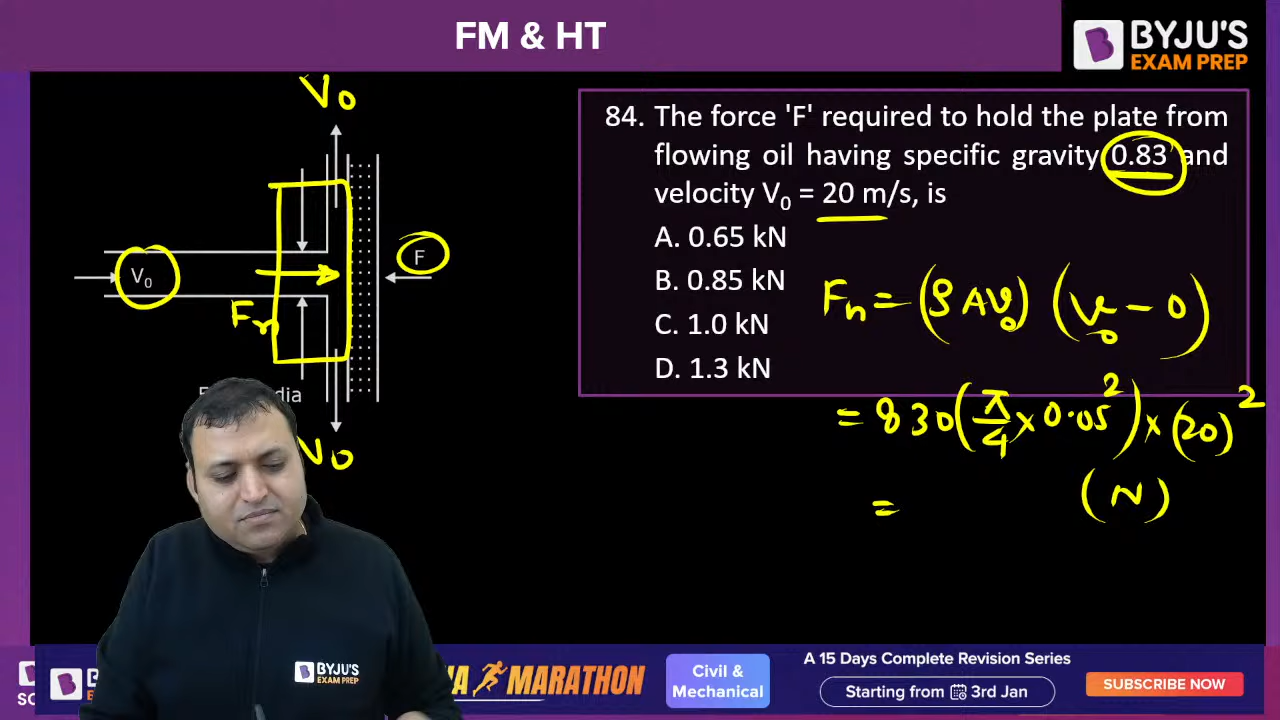 FM & HT
BYJU'S
EXAM PREP
V0
V0
F
Fn
dia
V0
84. The force 'F' required to hold the plate from
flowing oil having specific gravity 0.83 and
velocity V0 = 20 m/s, is
A. 0.65 kN
B. 0.85 kN
C. 1.0 kN
D. 1.3 kN
Fn = (ρAV0) (V0 - 0)
= 830 (π/4 × 0.05²) × (20)²
= (N)
BYJU'S
EXAM PREP
BYJU'S
EXAM PREP
MARATHON
Civil &
Mechanical
A 15 Days Complete Revision Series
Starting from 3rd Jan
SUBSCRIBE NOW